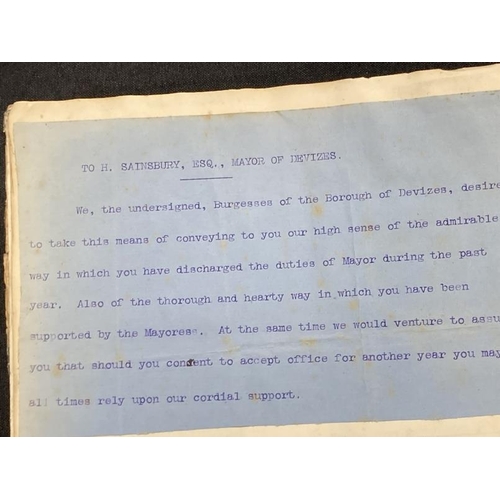 TO H. SAINSBURY, ESQ., MAYOR OF DEVIZES.
We, the undersigned, Burgesses of the Borough of Devizes, desire
to take this means of conveying to you our high sense of the admirable
way in which you have discharged the duties of Mayor during the past
year. Also of the thorough and hearty way in which you have been
supported by the Mayoress. At the same time we would venture to assu
you that should you consent to accept office for another year you may
all times rely upon our cordial support.